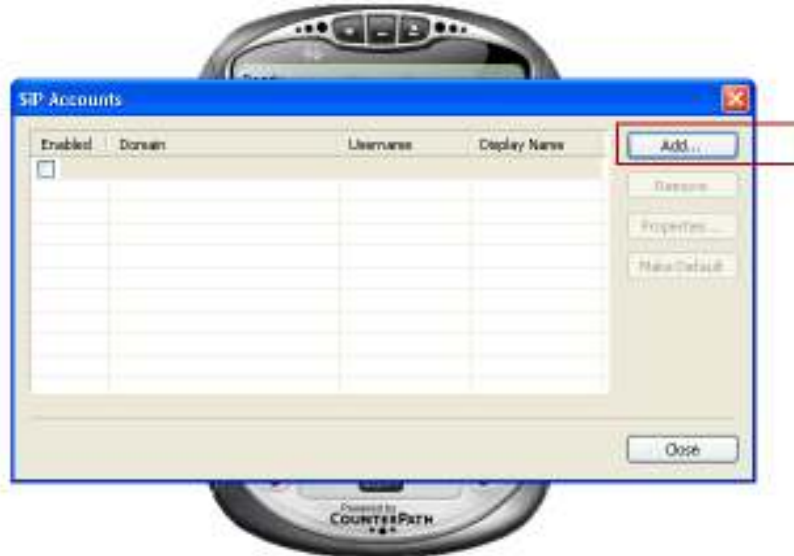 SIP Accounts
Enabled Domain Username Display Name
Add...
Remove
Properties...
Make Default
Close
Powered by
COUNTERPATH